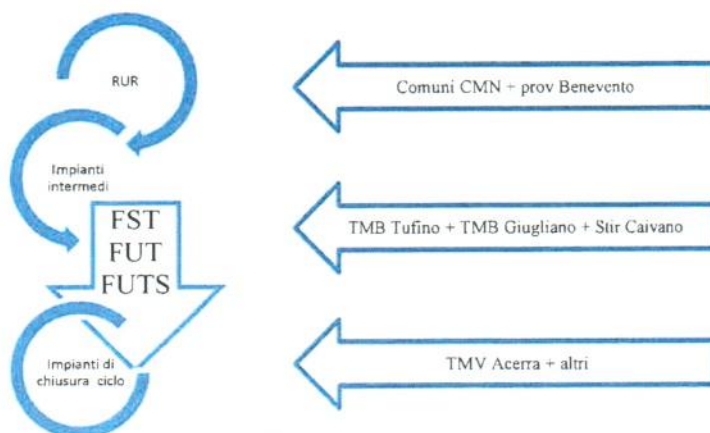 RUR
Comuni CMN + prov Benevento
Impianti
intermedi
FST
FUT
FUTS
TMB Tufino + TMB Giugliano + Stir Caivano
Impianti di
chiusura ciclo
TMV Acerra + altri